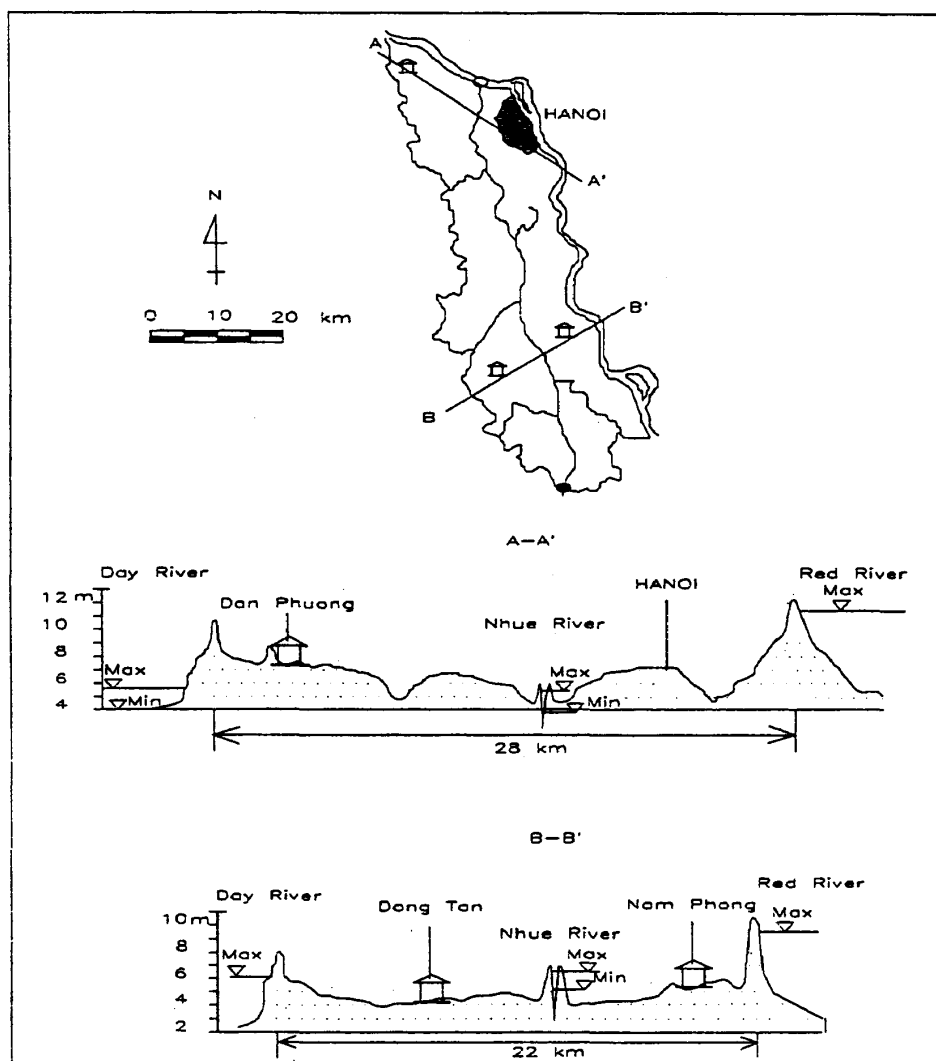 A
HANOI
A'
N
0 10 20 km
B'
B
A-A'
Day River
Red River
12 m
10
8
6
4
Dan Phuong
HANOI
Max
Nhue River
Max
Max
Min
Min
28 km
B-B'
Day River
Red River
10 m
8
6
4
2
Dong Tan
Nam Phong
Max
Nhue River
Max
Max
Min
22 km